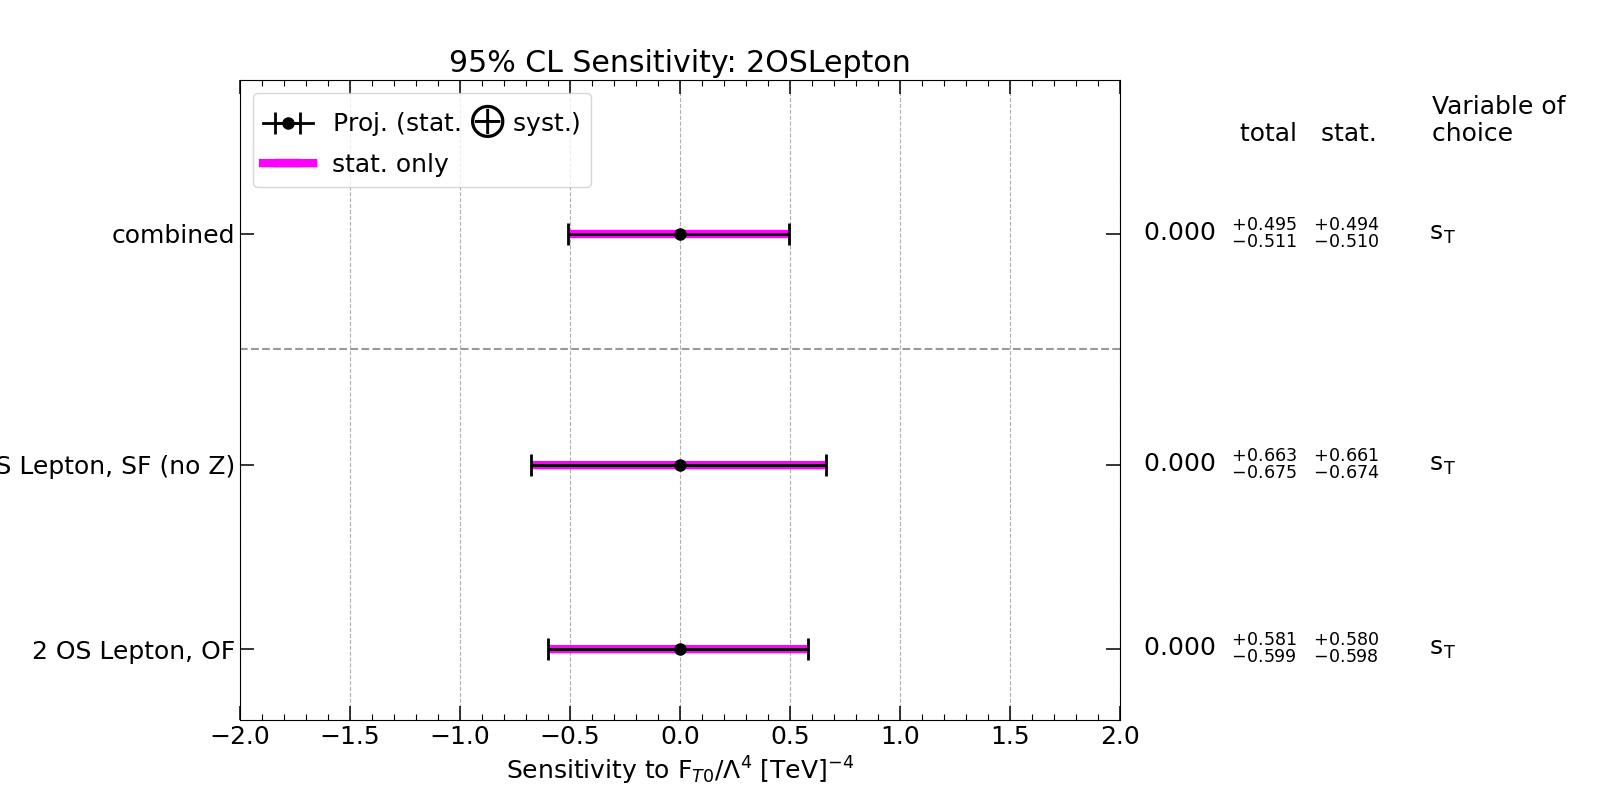 95% CL Sensitivity: 2OSLepton
Proj. (stat. ⊕ syst.)
stat. only
total stat. Variable of
choice
combined 0.000 +0.495 −0.511 +0.494 −0.510 sT
S Lepton, SF (no Z) 0.000 +0.663 −0.675 +0.661 −0.674 sT
2 OS Lepton, OF 0.000 +0.581 −0.599 +0.580 −0.598 sT
−2.0 −1.5 −1.0 −0.5 0.0 0.5 1.0 1.5 2.0
Sensitivity to F_T0/Λ^4 [TeV]^−4